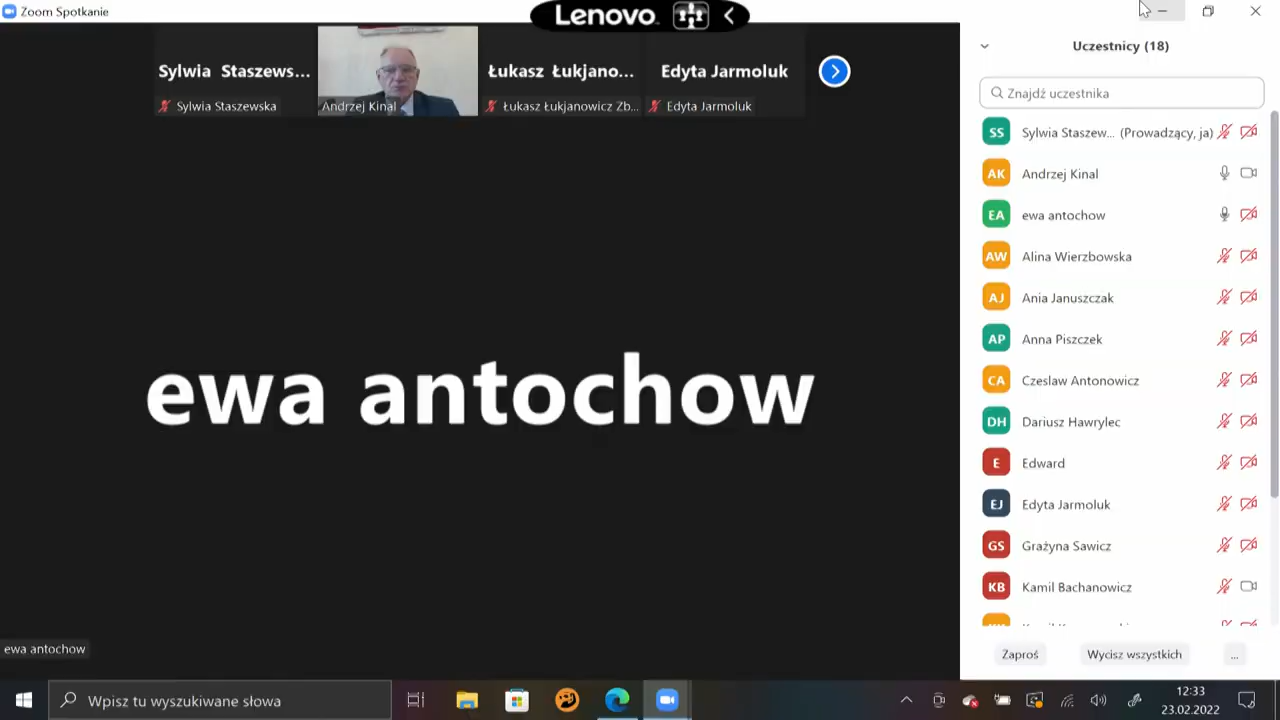 Zoom Spotkanie
Lenovo
Sylwia Staszews...
Łukasz Łukjano...
Edyta Jarmoluk
Sylwia Staszewska
Andrzej Kinal
Łukasz Łukjanowicz Zb...
Edyta Jarmoluk
ewa antochow
ewa antochow
Uczestnicy (18)
Znajdź uczestnika
SS Sylwia Staszew... (Prowadzący, ja)
AK Andrzej Kinal
EA ewa antochow
AW Alina Wierzbowska
AJ Ania Januszczak
AP Anna Piszczek
CA Czeslaw Antonowicz
DH Dariusz Hawrylec
E Edward
EJ Edyta Jarmoluk
GS Grażyna Sawicz
KB Kamil Bachanowicz
Zaproś
Wycisz wszystkich
...
Wpisz tu wyszukiwane słowa
12:33
23.02.2022